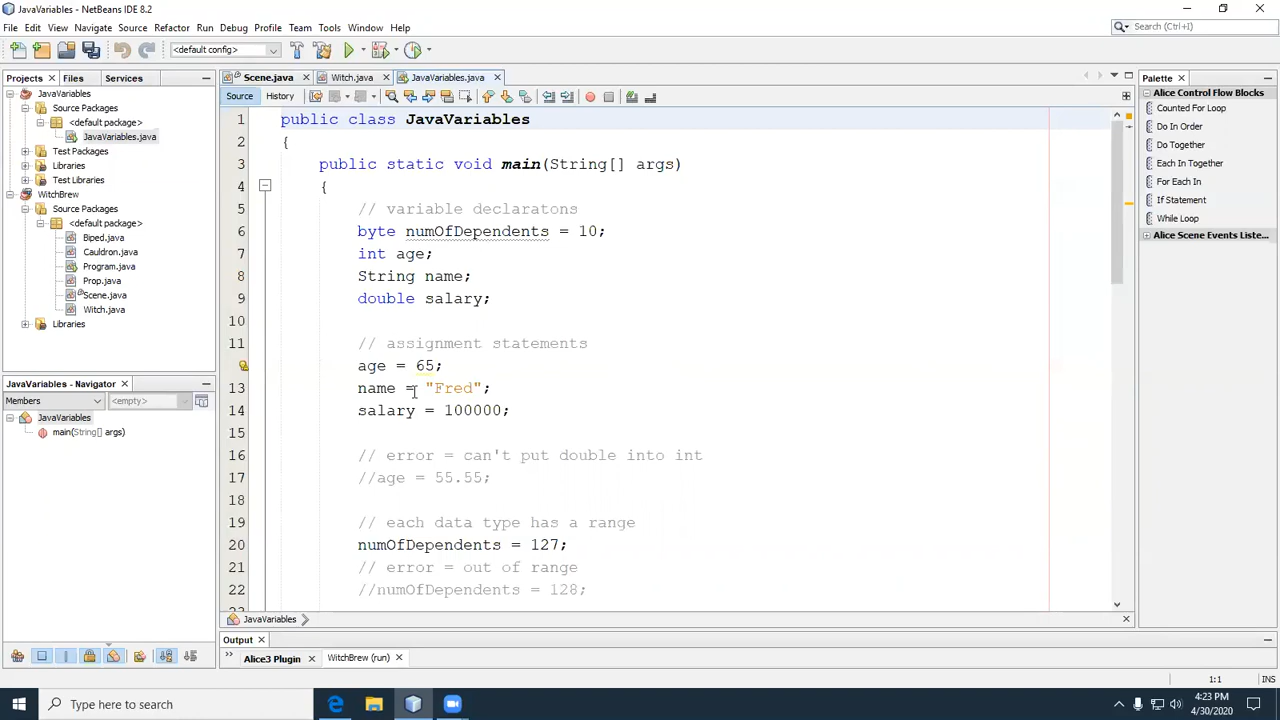 JavaVariables - NetBeans IDE 8.2
File Edit View Navigate Source Refactor Run Debug Profile Team Tools Window Help
Search (Ctrl+I)
<default config>
Projects Files Services
Scene.java Witch.java JavaVariables.java
Palette
Source History
JavaVariables
Source Packages
<default package>
JavaVariables.java
Test Packages
Libraries
Test Libraries
WitchBrew
Source Packages
<default package>
Biped.java
Cauldron.java
Program.java
Prop.java
Scene.java
Witch.java
Libraries
JavaVariables - Navigator
Members <empty>
JavaVariables
main(String[] args)
1 public class JavaVariables
2 {
3 public static void main(String[] args)
4 {
5 // variable declaratons
6 byte numOfDependents = 10;
7 int age;
8 String name;
9 double salary;
10
11 // assignment statements
age = 65;
13 name = "Fred";
14 salary = 100000;
15
16 // error = can't put double into int
17 //age = 55.55;
18
19 // each data type has a range
20 numOfDependents = 127;
21 // error = out of range
22 //numOfDependents = 128;
JavaVariables
Output
Alice3 Plugin WitchBrew (run)
Alice Control Flow Blocks
Counted For Loop
Do In Order
Do Together
Each In Together
For Each In
If Statement
While Loop
Alice Scene Events Liste...
1:1 INS
Type here to search
4:23 PM
4/30/2020